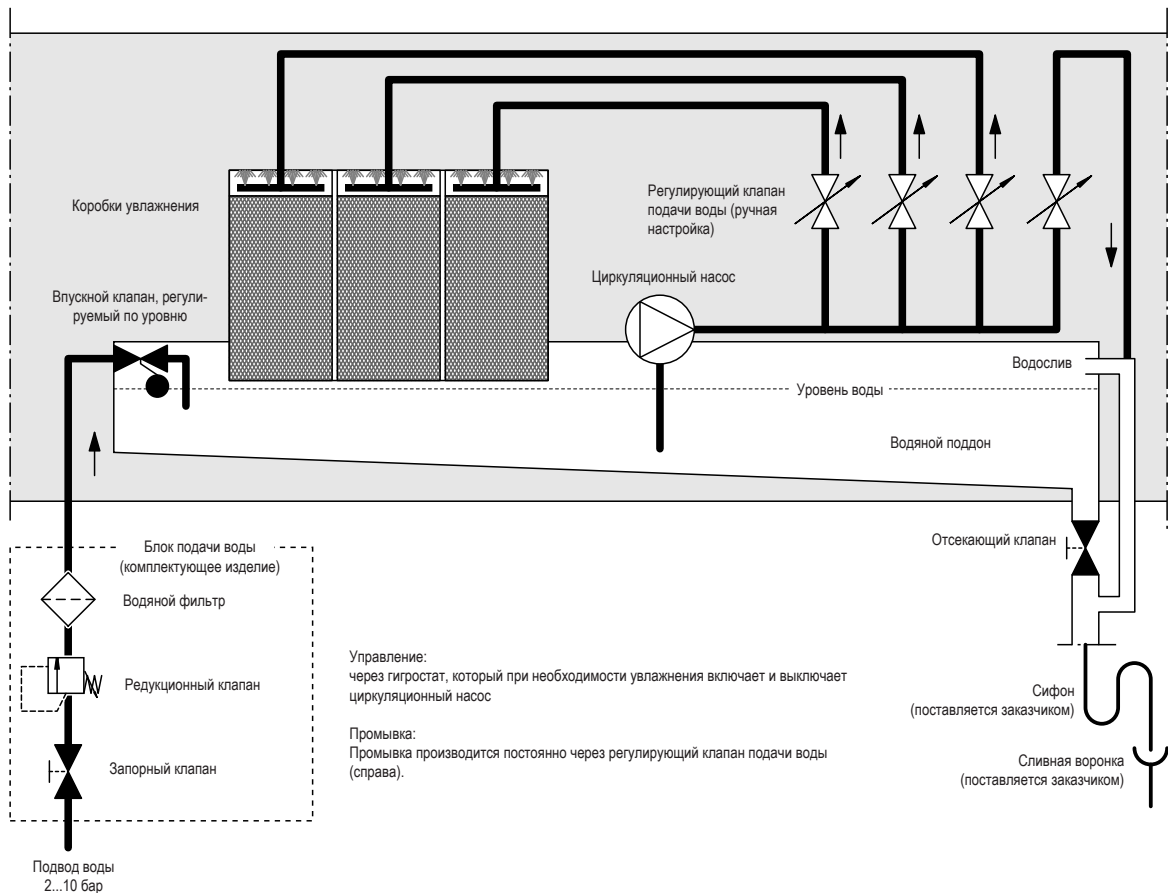 Коробки увлажнения
Регулирующий клапан
подачи воды (ручная
настройка)
Циркуляционный насос
Впускной клапан, регули-
руемый по уровню
Водослив
Уровень воды
Водяной поддон
Отсекающий клапан
Блок подачи воды
(комплектующее изделие)
Водяной фильтр
Редукционный клапан
Запорный клапан
Подвод воды
2...10 бар
Управление:
через гигростат, который при необходимости увлажнения включает и выключает
циркуляционный насос
Промывка:
Промывка производится постоянно через регулирующий клапан подачи воды
(справа).
Сифон
(поставляется заказчиком)
Сливная воронка
(поставляется заказчиком)